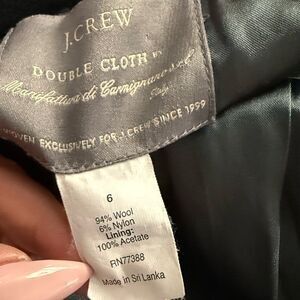 J.CREW
DOUBLE CLOTH BY
Manifattura di Carmignano s.r.l.
Italy
WOVEN EXCLUSIVELY FOR J.CREW SINCE 1999
6
94% Wool
6% Nylon
Lining:
100% Acetate
RN77388
Made in Sri Lanka